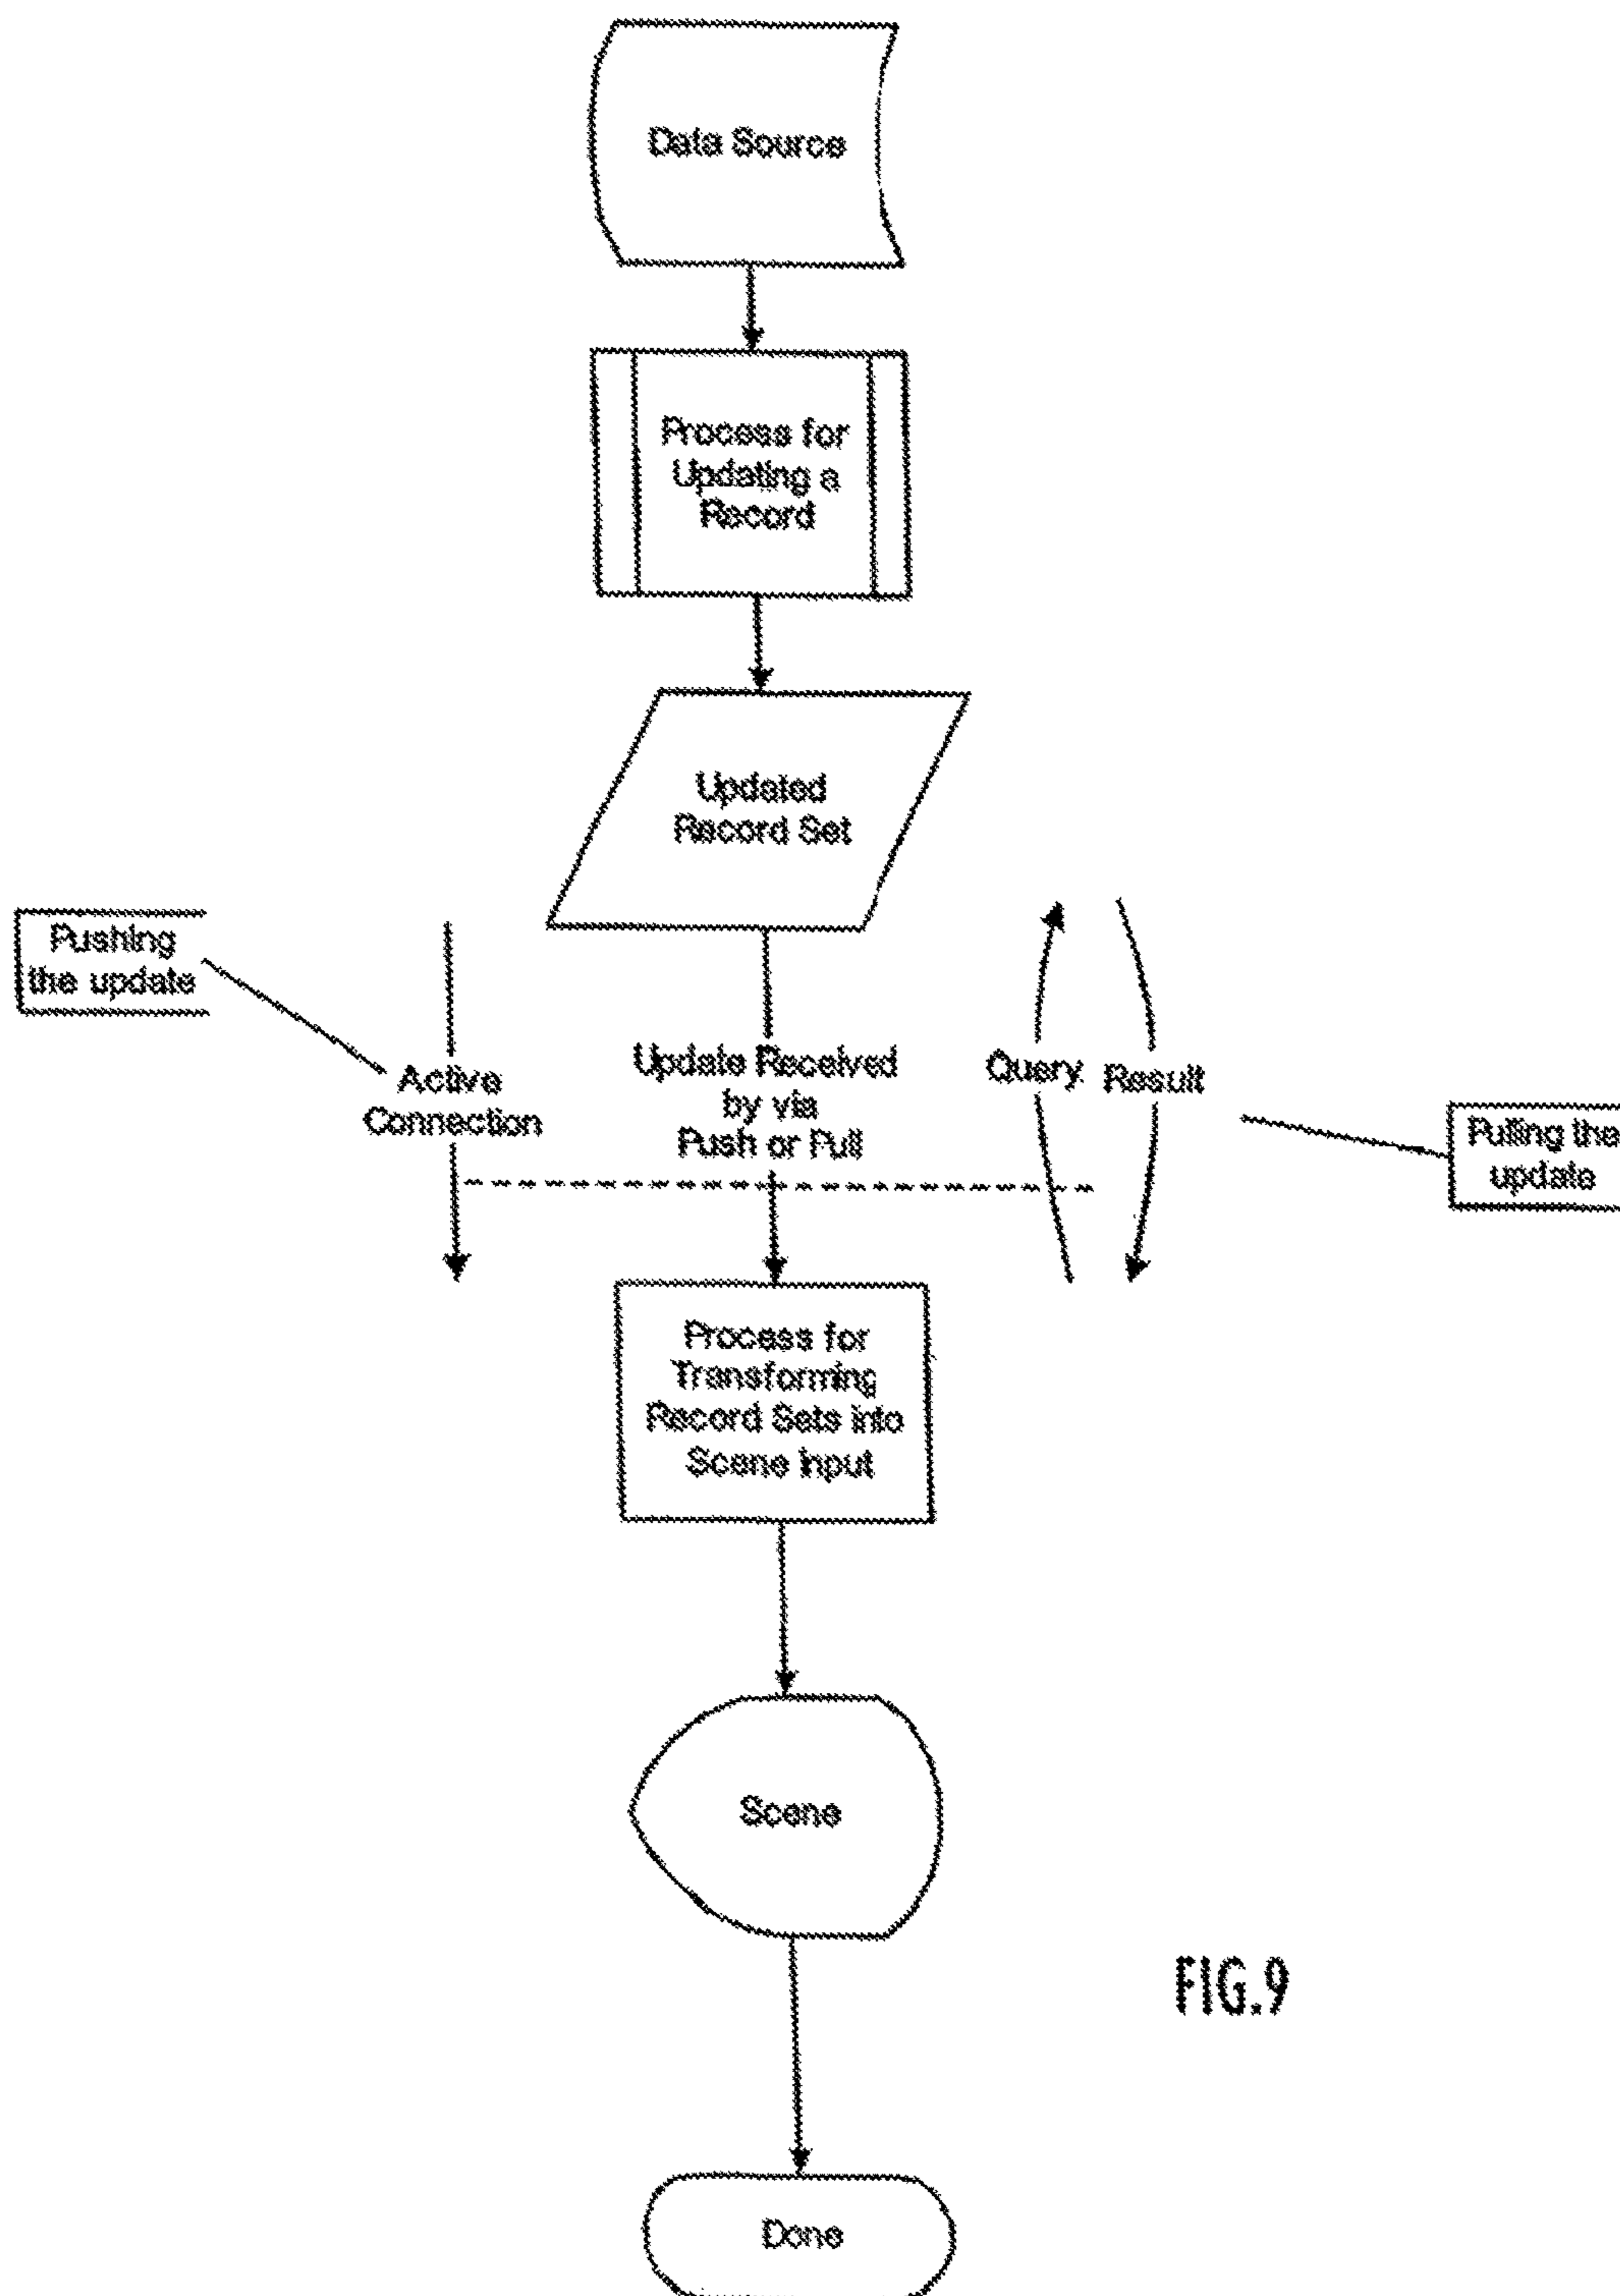 Data Source
Process for
Updating a
Record
Updated
Record Set
Pushing
the update
Active
Connection
Update Received
by via
Push or Pull
Query
Result
Pulling the
update
Process for
Transforming
Record Sets into
Scene Input
Scene
FIG.9
Done